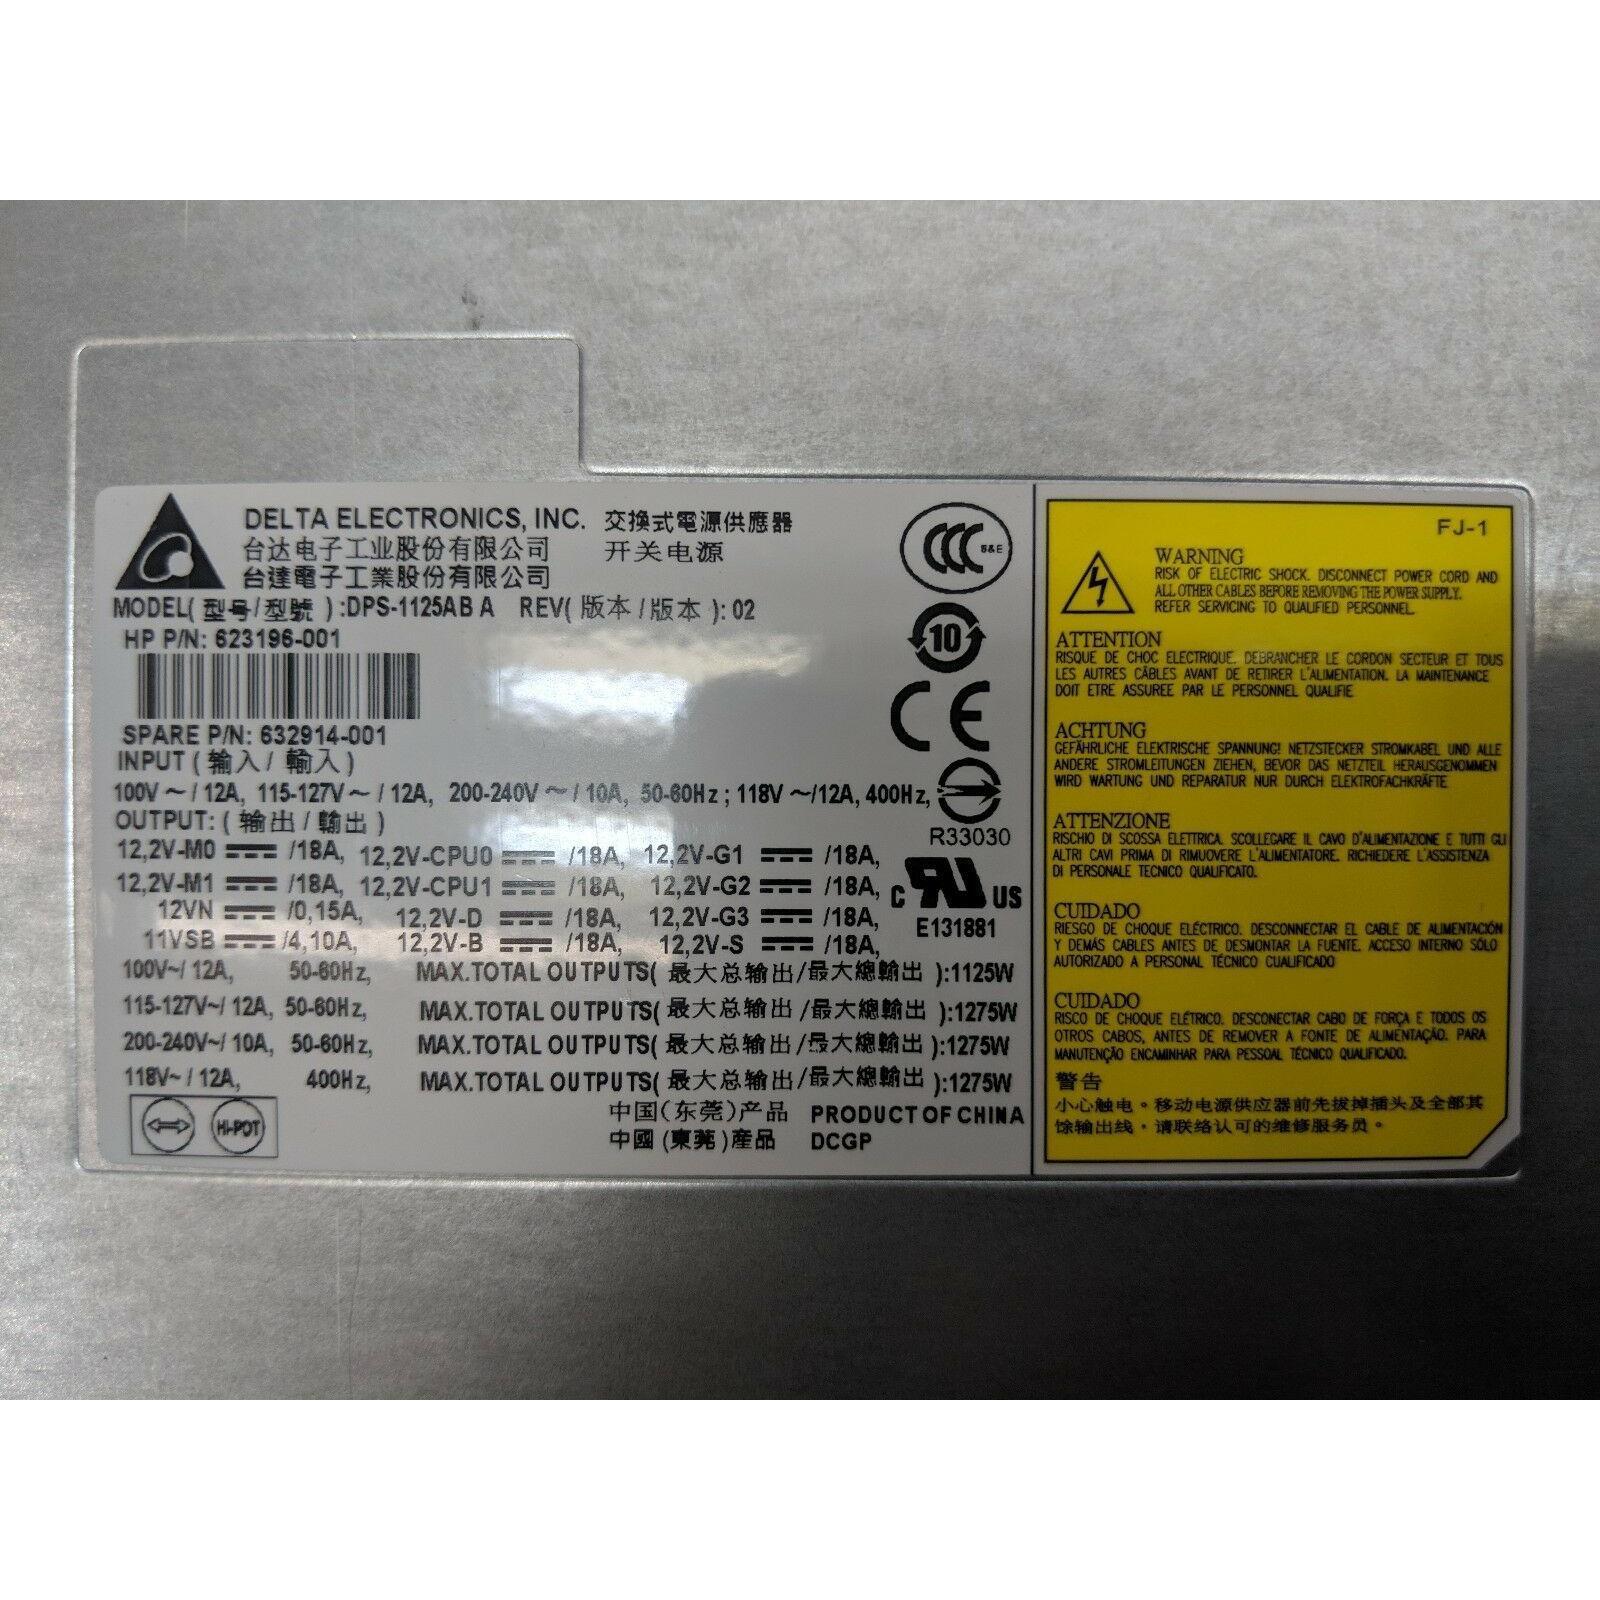 DELTA ELECTRONICS, INC. 交換式電源供應器
台达电子工业股份有限公司 开关电源
台達電子工業股份有限公司
MODEL( 型号/型號 ) :DPS-1125AB A REV( 版本 / 版本 ): 02
HP P/N: 623196-001
SPARE P/N: 632914-001
INPUT ( 输入 / 輸入 )
100V ~ / 12A, 115-127V ~ / 12A, 200-240V ~ / 10A, 50-60Hz ; 118V ~/12A, 400Hz,
OUTPUT: ( 输出 / 輸出 )
12,2V-M0 /18A, 12,2V-CPU0 /18A, 12,2V-G1 /18A,
12,2V-M1 /18A, 12,2V-CPU1 /18A, 12,2V-G2 /18A,
12VN /0,15A, 12,2V-D /18A, 12,2V-G3 /18A,
11VSB /4,10A, 12,2V-B /18A, 12,2V-S /18A,
100V~/ 12A, 50-60Hz, MAX.TOTAL OUTPUTS( 最大总输出/最大總輸出 ):1125W
115-127V~/ 12A, 50-60Hz, MAX.TOTAL OUTPUTS( 最大总输出 /最大總輸出 ):1275W
200-240V~/ 10A, 50-60Hz, MAX.TOTAL OUTPUTS( 最大总输出/最大總輸出 ):1275W
118V~ / 12A, 400Hz, MAX.TOTAL OUTPUTS( 最大总输出/最大總輸出 ):1275W
中国(东莞)产品 PRODUCT OF CHINA
中國 (東莞)產品 DCGP
HI-POT
CCC S&E
10
CE
R33030
C UR US
E131881
FJ-1
WARNING
RISK OF ELECTRIC SHOCK. DISCONNECT POWER CORD AND
ALL OTHER CABLES BEFORE REMOVING THE POWER SUPPLY.
REFER SERVICING TO QUALIFIED PERSONNEL.
ATTENTION
RISQUE DE CHOC ELECTRIQUE. DEBRANCHER LE CORDON SECTEUR ET TOUS
LES AUTRES CÂBLES AVANT DE RETIRER L'ALIMENTATION. LA MAINTENANCE
DOIT ETRE ASSUREE PAR LE PERSONNEL QUALIFIE
ACHTUNG
GEFÄHRLICHE ELEKTRISCHE SPANNUNG! NETZSTECKER STROMKABEL UND ALLE
ANDERE STROMLEITUNGEN ZIEHEN, BEVOR DAS NETZTEIL HERAUSGENOMMEN
WIRD WARTUNG UND REPARATUR NUR DURCH ELEKTROFACHKRÄFTE
ATTENZIONE
RISCHIO DI SCOSSA ELETTRICA. SCOLLEGARE IL CAVO D'ALIMENTAZIONE E TUTTI GLI
ALTRI CAVI PRIMA DI RIMUOVERE L'ALIMENTATORE. RICHIEDERE L'ASSISTENZA
DI PERSONALE TECNICO QUALIFICATO.
CUIDADO
RIESGO DE CHOQUE ELÉCTRICO. DESCONECTAR EL CABLE DE ALIMENTACIÓN
Y DEMÁS CABLES ANTES DE DESMONTAR LA FUENTE. ACCESO INTERNO SÓLO
AUTORIZADO A PERSONAL TÉCNICO CUALIFICADO
CUIDADO
RISCO DE CHOQUE ELÉTRICO. DESCONECTAR CABO DE FORÇA E TODOS OS
OTROS CABOS, ANTES DE REMOVER A FONTE DE ALIMENTAÇÃO. PARA
MANUTENÇÃO ENCAMINHAR PARA PESSOAL TÉCNICO QUALIFICADO.
警告
小心触电。移动电源供应器前先拔掉插头及全部其
馀输出线，请联络认可的维修服务员。